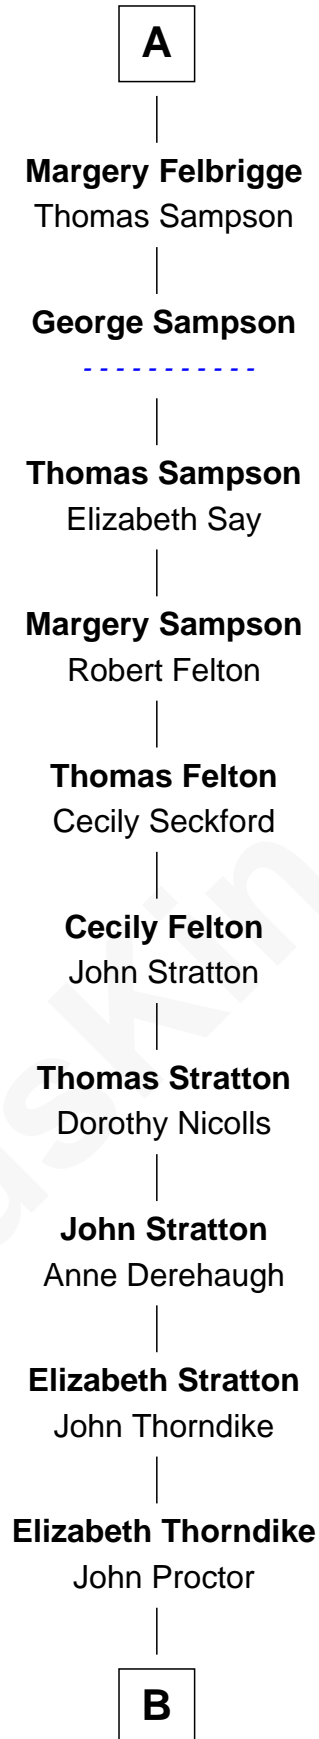 A
Margery Felbrigge
Thomas Sampson
George Sampson
- - - - - - - - - - -
Thomas Sampson
Elizabeth Say
Margery Sampson
Robert Felton
Thomas Felton
Cecily Seckford
Cecily Felton
John Stratton
Thomas Stratton
Dorothy Nicolls
John Stratton
Anne Derehaugh
Elizabeth Stratton
John Thorndike
Elizabeth Thorndike
John Proctor
B